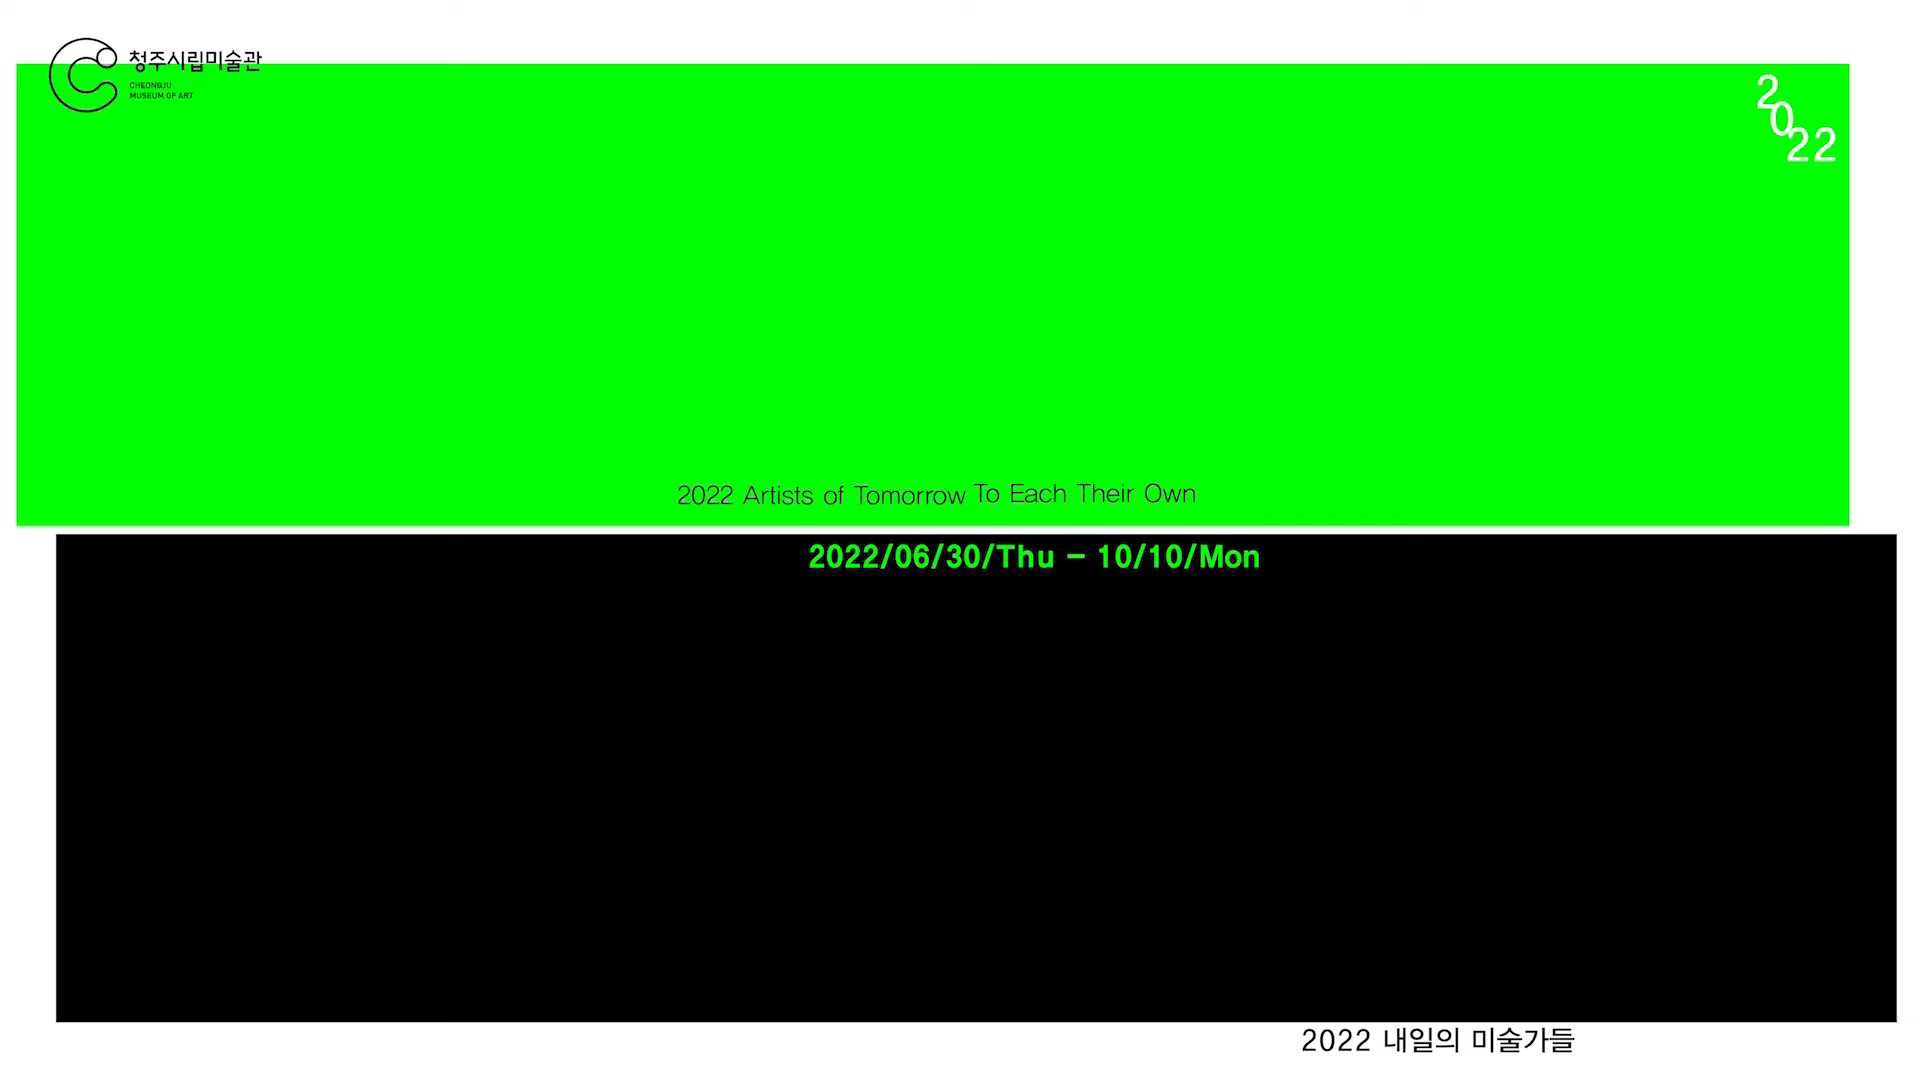 청주시립미술관
CHEONGJU
MUSEUM OF ART
2022
2022 Artists of Tomorrow To Each Their Own
2022/06/30/Thu – 10/10/Mon
2022 내일의 미술가들